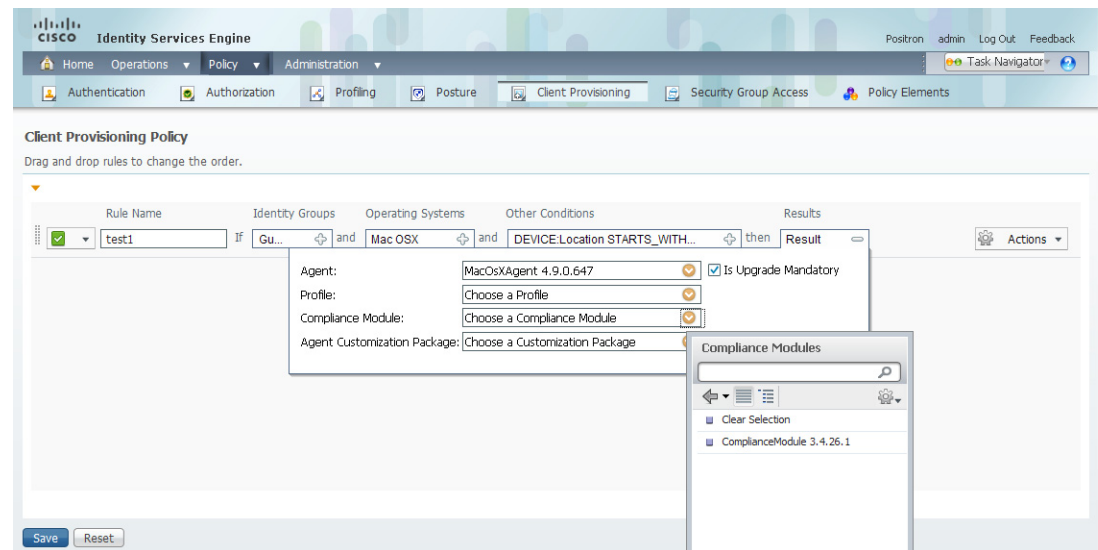 CISCO Identity Services Engine
Positron admin Log Out Feedback
Home Operations Policy Administration
Task Navigator
Authentication Authorization Profiling Posture Client Provisioning Security Group Access Policy Elements
Client Provisioning Policy
Drag and drop rules to change the order.
Rule Name Identity Groups Operating Systems Other Conditions Results
test1 If Gu... and Mac OSX and DEVICE:Location STARTS_WITH... then Result Actions
Agent: MacOsXAgent 4.9.0.647 Is Upgrade Mandatory
Profile: Choose a Profile
Compliance Module: Choose a Compliance Module
Agent Customization Package: Choose a Customization Package
Compliance Modules
Clear Selection
ComplianceModule 3.4.26.1
Save Reset